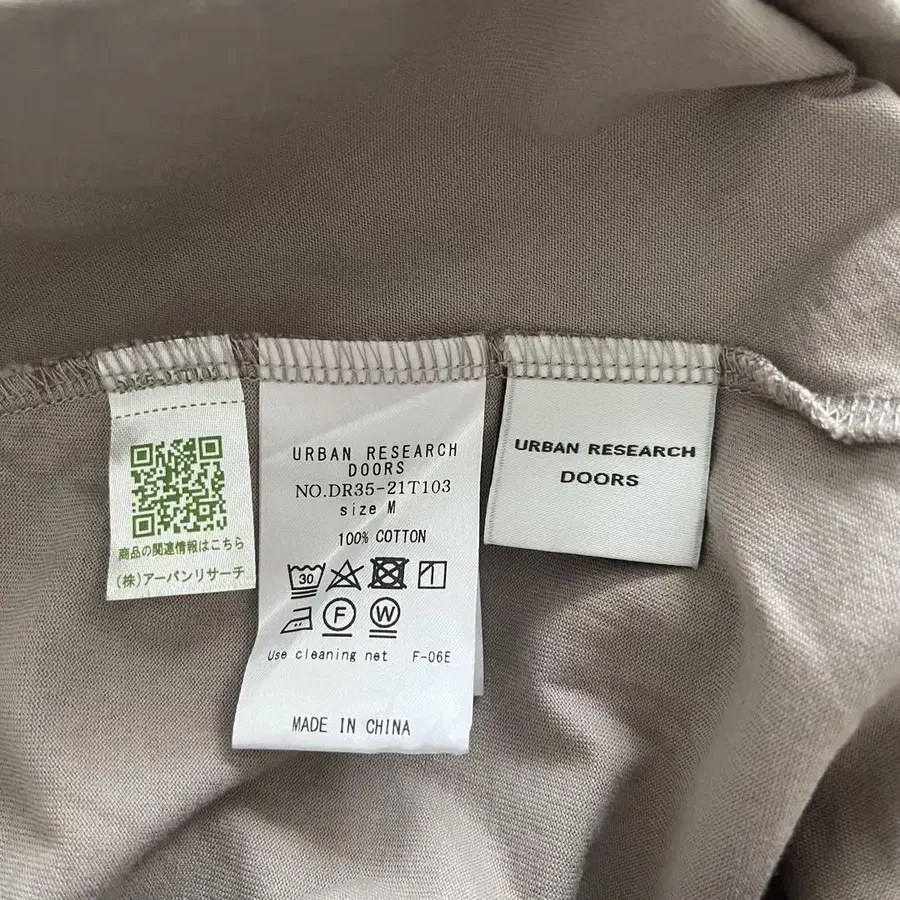 商品の関連情報はこちら
(株)アーバンリサーチ
URBAN RESEARCH
DOORS
NO.DR35-21T103
size M
100% COTTON
30
F
W
Use cleaning net F-06E
MADE IN CHINA
URBAN RESEARCH
DOORS